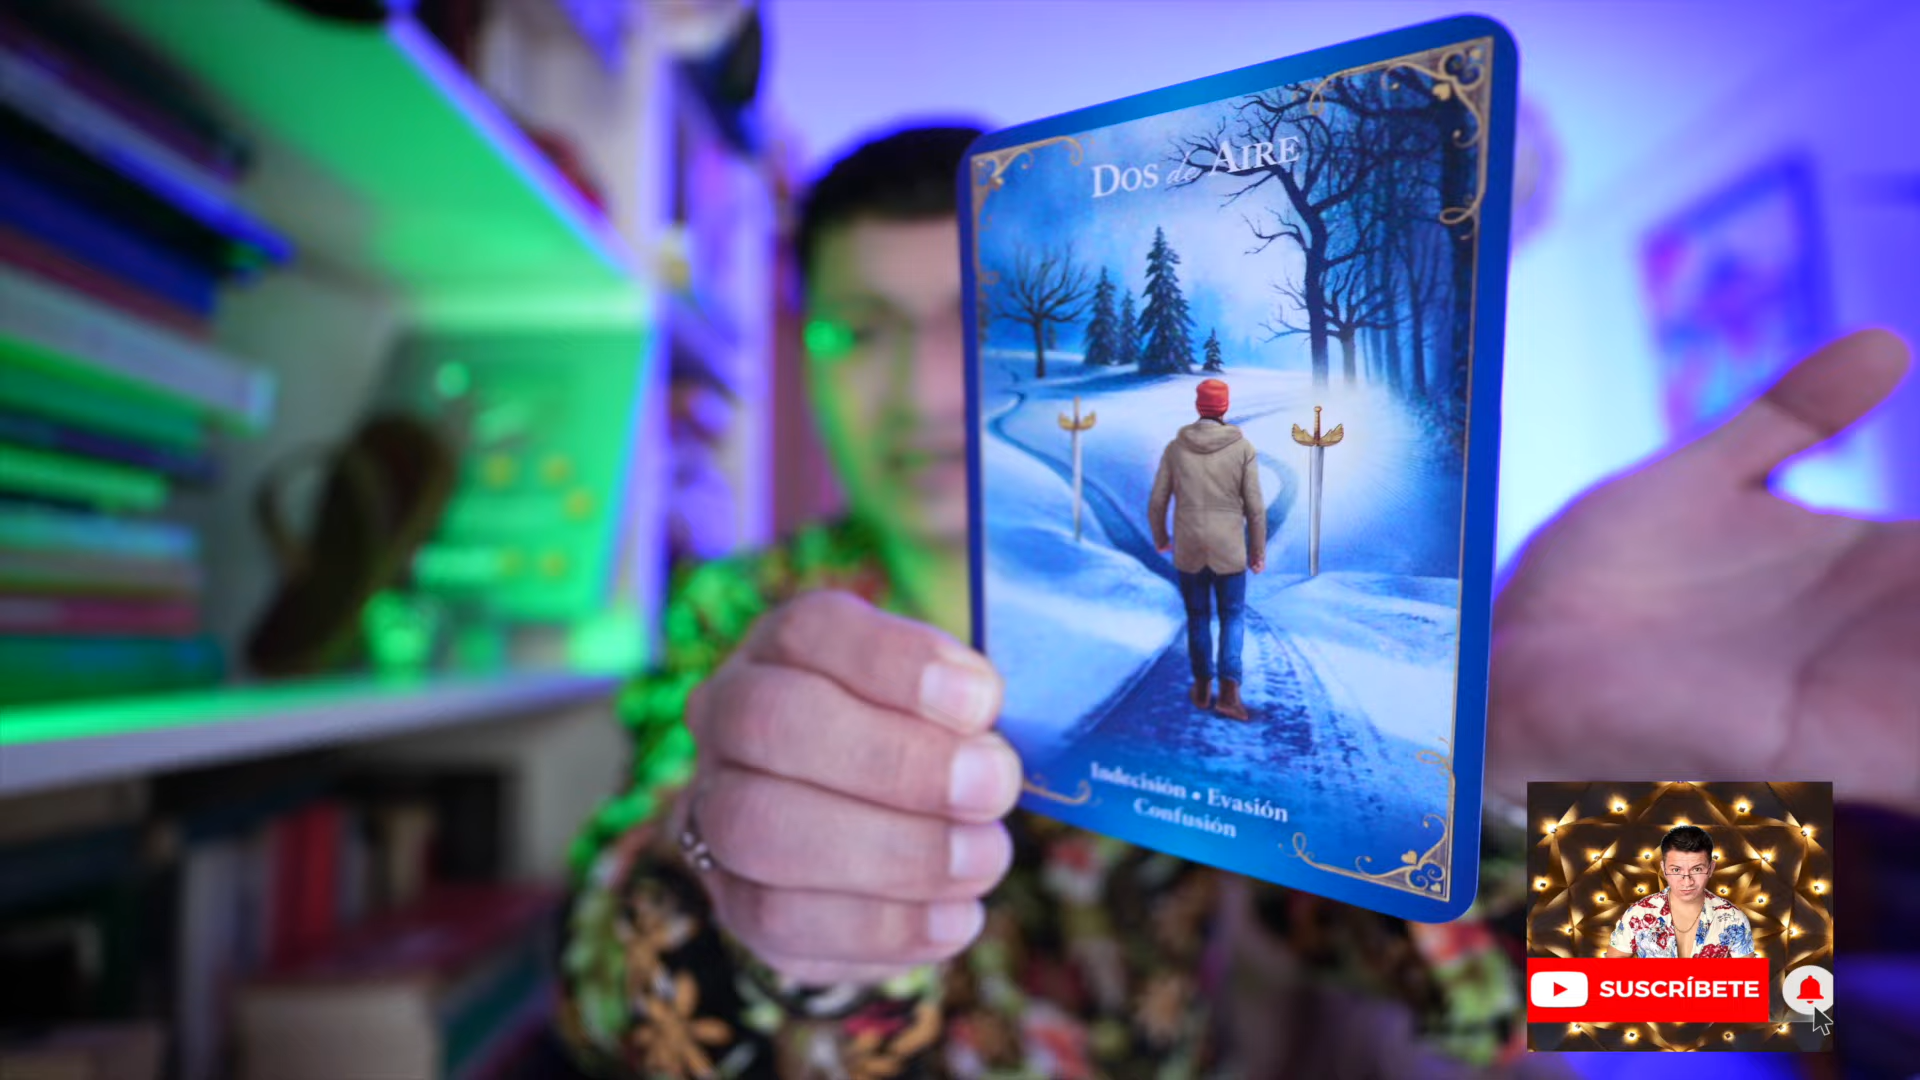 Dos de Aire
Indecisión • Evasión
Confusión
SUSCRÍBETE